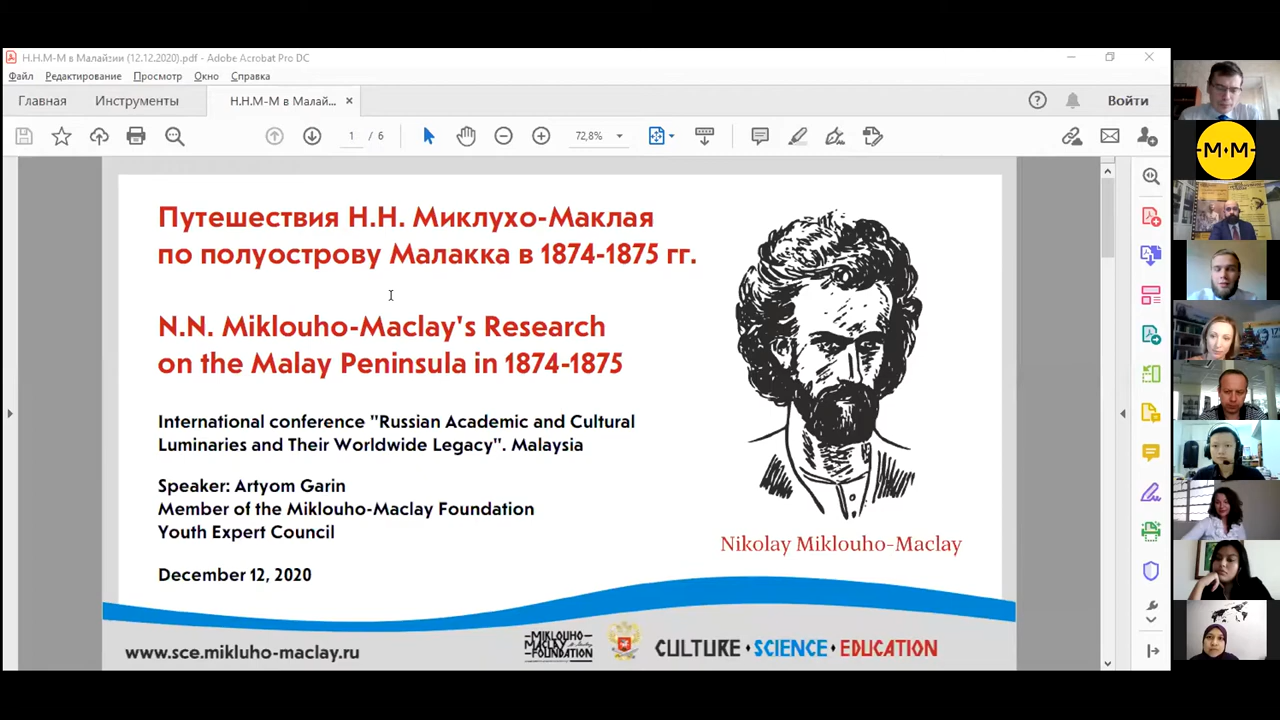 Н.Н.М-М в Малайзии (12.12.2020).pdf - Adobe Acrobat Pro DC
Файл Редактирование Просмотр Окно Справка
Главная Инструменты Н.Н.М-М в Малай... × Войти
1 / 6 72,8%
Путешествия Н.Н. Миклухо-Маклая
по полуострову Малакка в 1874-1875 гг.
N.N. Miklouho-Maclay's Research
on the Malay Peninsula in 1874-1875
International conference "Russian Academic and Cultural
Luminaries and Their Worldwide Legacy". Malaysia
Speaker: Artyom Garin
Member of the Miklouho-Maclay Foundation
Youth Expert Council
December 12, 2020
Nikolay Miklouho-Maclay
www.sce.mikluho-maclay.ru
MIKLOUHO
MACLAY
FOUNDATION
CULTURE • SCIENCE • EDUCATION
M•M